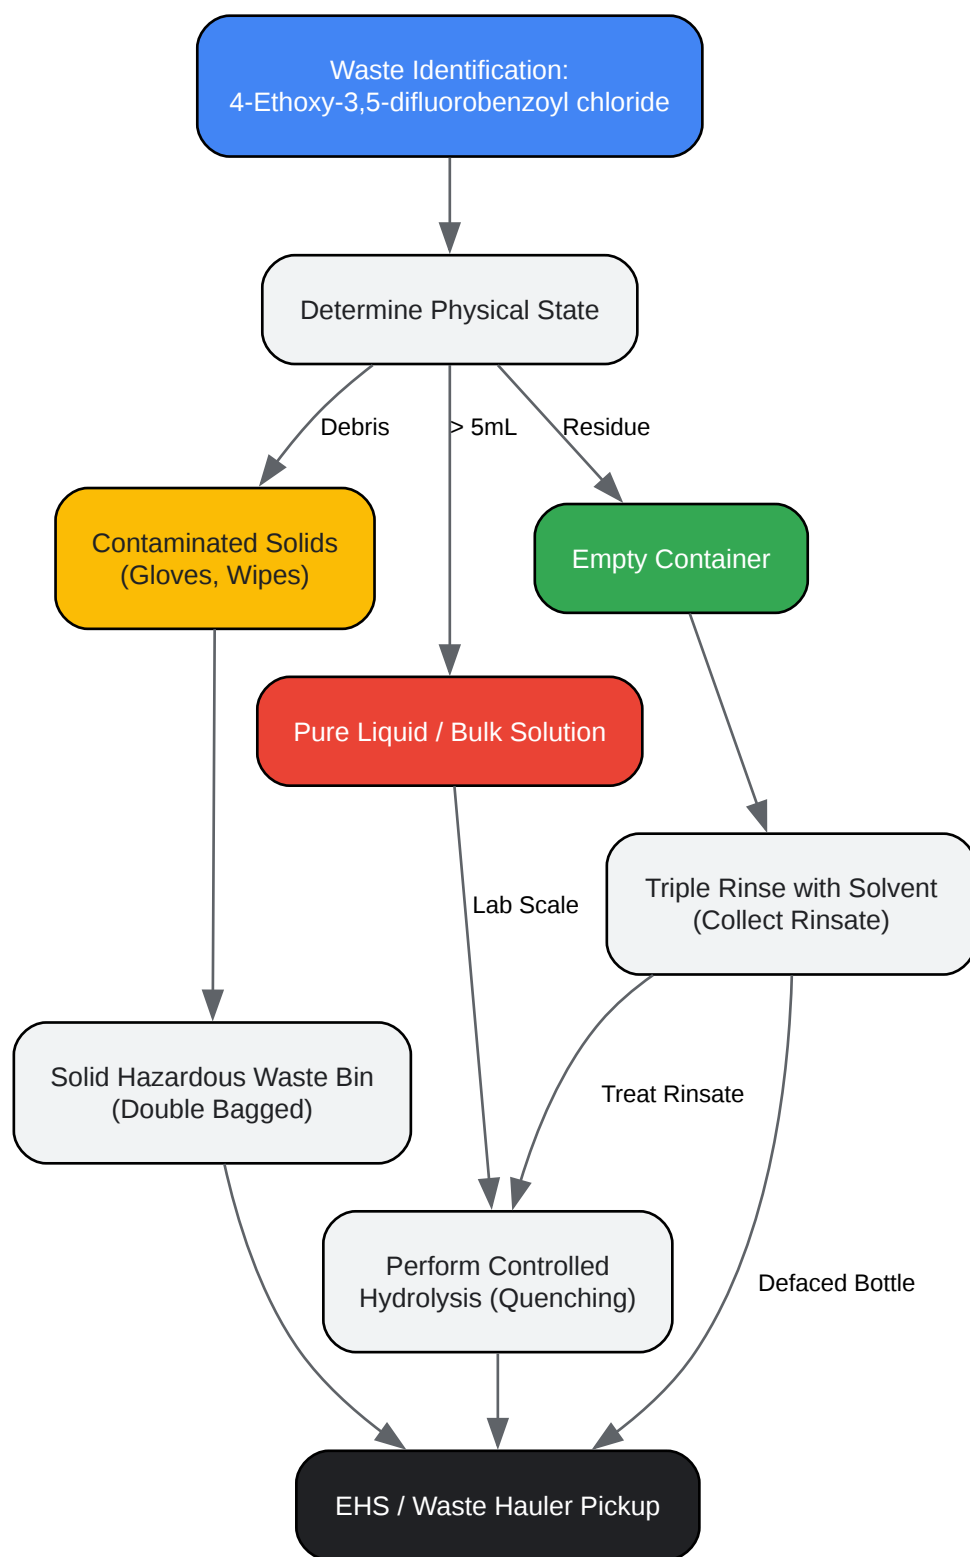 Waste Identification:
4-Ethoxy-3,5-difluorobenzoyl chloride
Determine Physical State
Debris
> 5mL
Residue
Contaminated Solids
(Gloves, Wipes)
Empty Container
Pure Liquid / Bulk Solution
Triple Rinse with Solvent
(Collect Rinsate)
Lab Scale
Solid Hazardous Waste Bin
(Double Bagged)
Treat Rinsate
Perform Controlled
Hydrolysis (Quenching)
Defaced Bottle
EHS / Waste Hauler Pickup